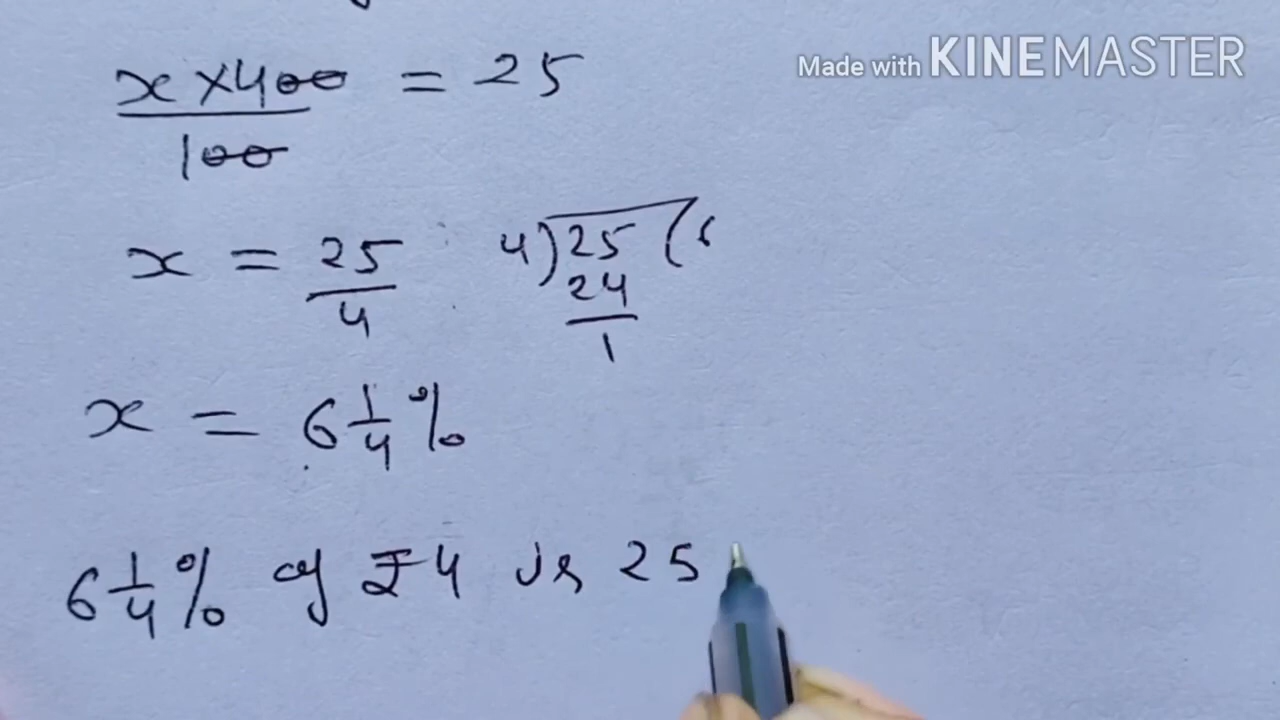 Made with KINEMASTER
x × 400 = 25
100
x = 25
4
4)25(6
24
1
x = 6 1/4 %
6 1/4 % of ₹4 is 25